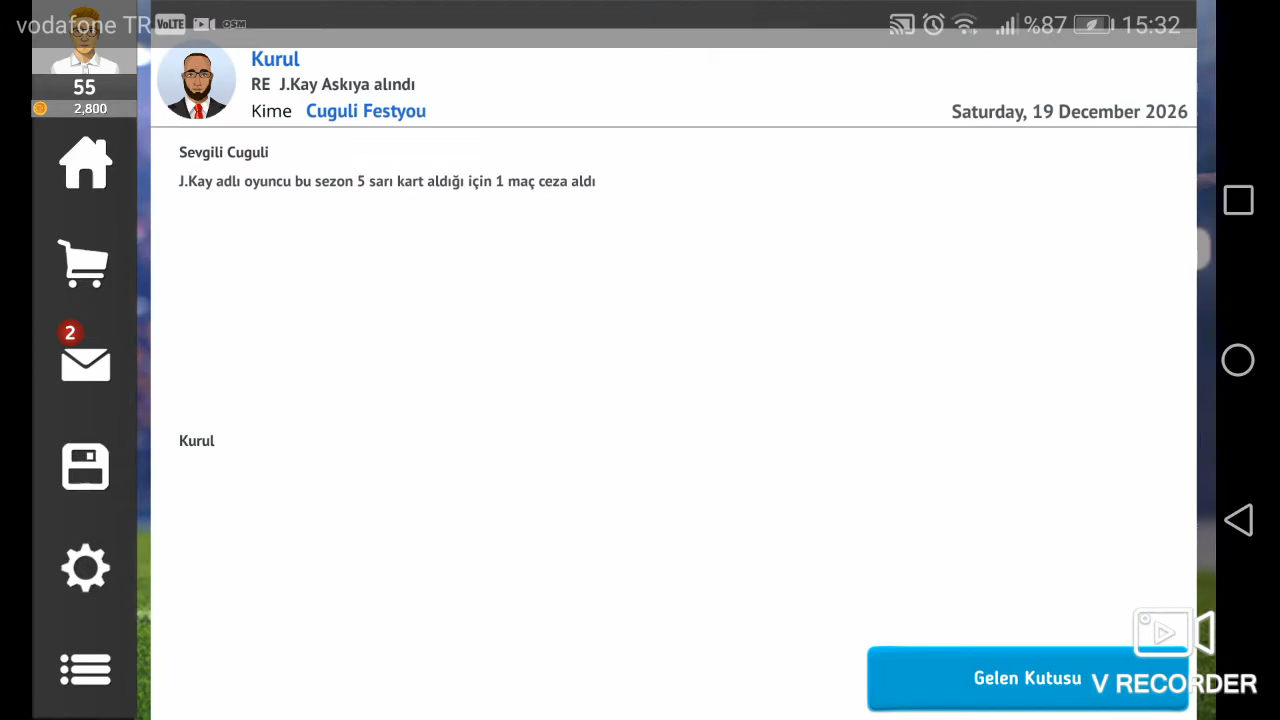 vodafone TR VoLTE OSM %87 15:32
55
2,800
Kurul
RE J.Kay Askıya alındı
Kime Cuguli Festyou
Saturday, 19 December 2026
Sevgili Cuguli
J.Kay adlı oyuncu bu sezon 5 sarı kart aldığı için 1 maç ceza aldı
2
Kurul
Gelen Kutusu
V RECORDER